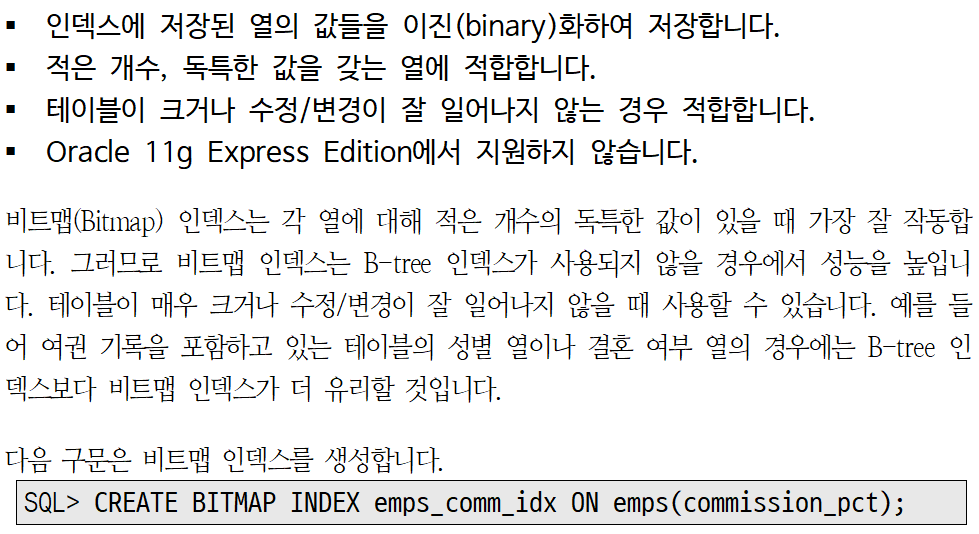 ▪ 인덱스에 저장된 열의 값들을 이진(binary)화하여 저장합니다.
▪ 적은 개수, 독특한 값을 갖는 열에 적합합니다.
▪ 테이블이 크거나 수정/변경이 잘 일어나지 않는 경우 적합합니다.
▪ Oracle 11g Express Edition에서 지원하지 않습니다.
비트맵(Bitmap) 인덱스는 각 열에 대해 적은 개수의 독특한 값이 있을 때 가장 잘 작동합
니다. 그러므로 비트맵 인덱스는 B-tree 인덱스가 사용되지 않을 경우에서 성능을 높입니
다. 테이블이 매우 크거나 수정/변경이 잘 일어나지 않을 때 사용할 수 있습니다. 예를 들
어 여권 기록을 포함하고 있는 테이블의 성별 열이나 결혼 여부 열의 경우에는 B-tree 인
덱스보다 비트맵 인덱스가 더 유리할 것입니다.
다음 구문은 비트맵 인덱스를 생성합니다.
SQL> CREATE BITMAP INDEX emps_comm_idx ON emps(commission_pct);